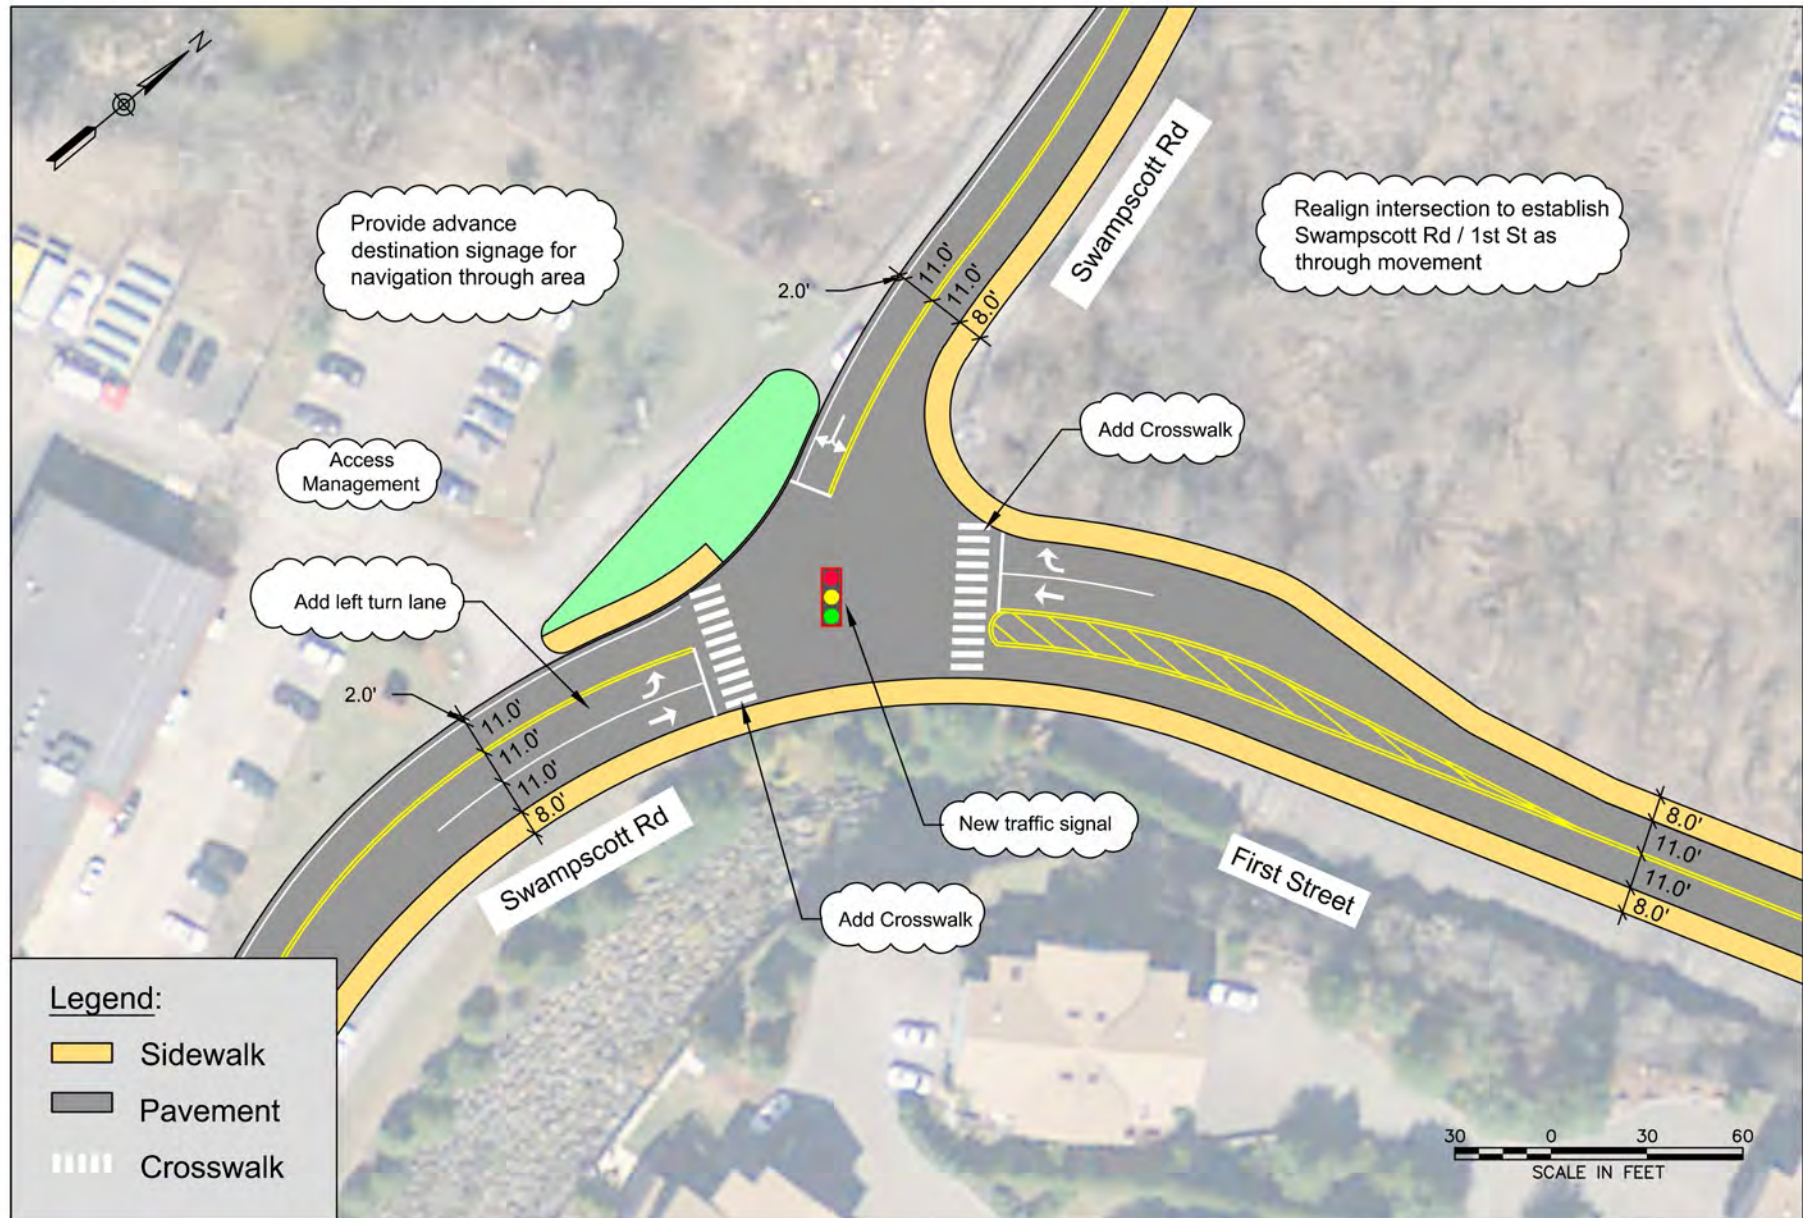 N
Provide advance
destination signage for
navigation through area
Swampscott Rd
Realign intersection to establish
Swampscott Rd / 1st St as
through movement
2.0'
11.0'
11.0'
8.0'
Add Crosswalk
Access
Management
Add left turn lane
2.0'
11.0'
11.0'
11.0'
8.0'
Swampscott Rd
New traffic signal
Add Crosswalk
First Street
8.0'
11.0'
11.0'
8.0'
Legend:
Sidewalk
Pavement
Crosswalk
30 0 30 60
SCALE IN FEET